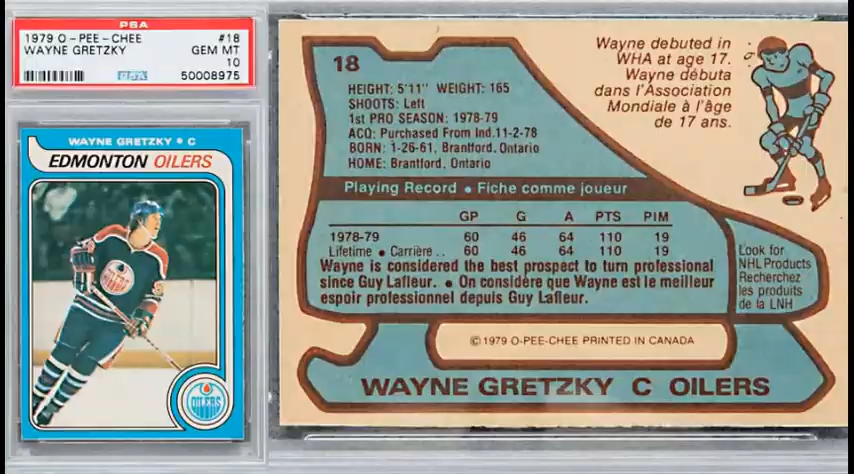 PSA
1979 O-PEE-CHEE #18
WAYNE GRETZKY GEM MT
10
PSA 50008975
WAYNE GRETZKY • C
EDMONTON OILERS
OILERS
OILERS
18
HEIGHT: 5'11" WEIGHT: 165
SHOOTS: Left
1st PRO SEASON: 1978-79
ACQ: Purchased From Ind.11-2-78
BORN: 1-26-61, Brantford, Ontario
HOME: Brantford, Ontario
Wayne debuted in
WHA at age 17.
Wayne débuta
dans l'Association
Mondiale à l'âge
de 17 ans.
Playing Record • Fiche comme joueur
GP G A PTS PIM
1978-79 60 46 64 110 19
Lifetime • Carrière .. 60 46 64 110 19
Wayne is considered the best prospect to turn professional
since Guy Lafleur. • On considére que Wayne est le meilleur
espoir professionnel depuis Guy Lafleur.
Look for
NHL Products
Recherchez
les produits
de la LNH
©1979 O-PEE-CHEE PRINTED IN CANADA
WAYNE GRETZKY C OILERS